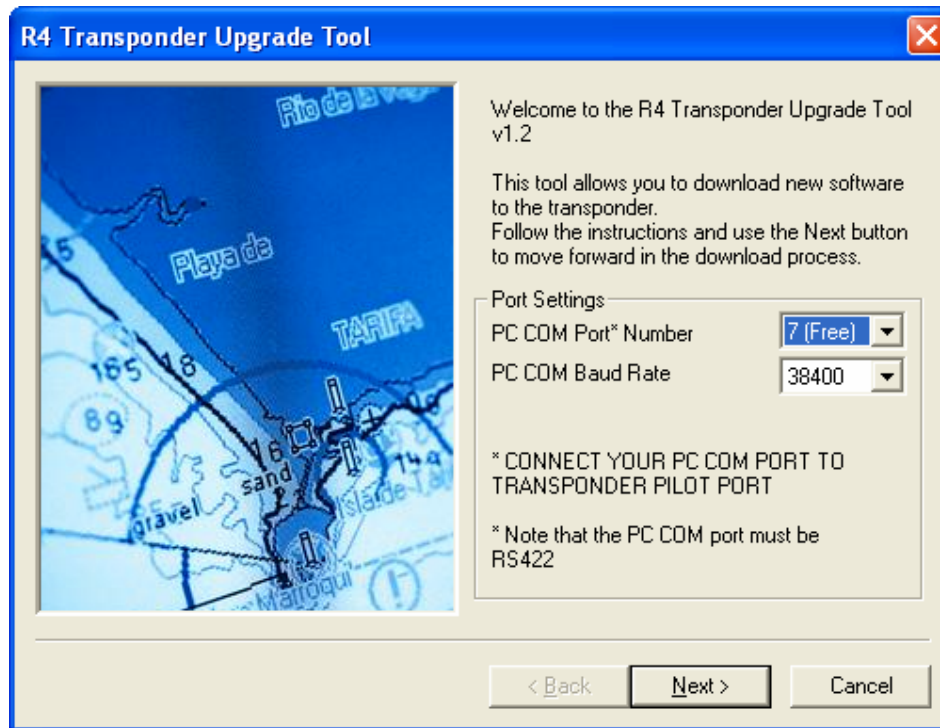 R4 Transponder Upgrade Tool
Rio de la
Playa de
TARIFA
65
18
165
89
16
sand
gravel
144
Isla de
Marroqui
Welcome to the R4 Transponder Upgrade Tool
v1.2
This tool allows you to download new software
to the transponder.
Follow the instructions and use the Next button
to move forward in the download process.
Port Settings
PC COM Port* Number
7 (Free)
PC COM Baud Rate
38400
* CONNECT YOUR PC COM PORT TO
TRANSPONDER PILOT PORT
* Note that the PC COM port must be
RS422
< Back
Next >
Cancel